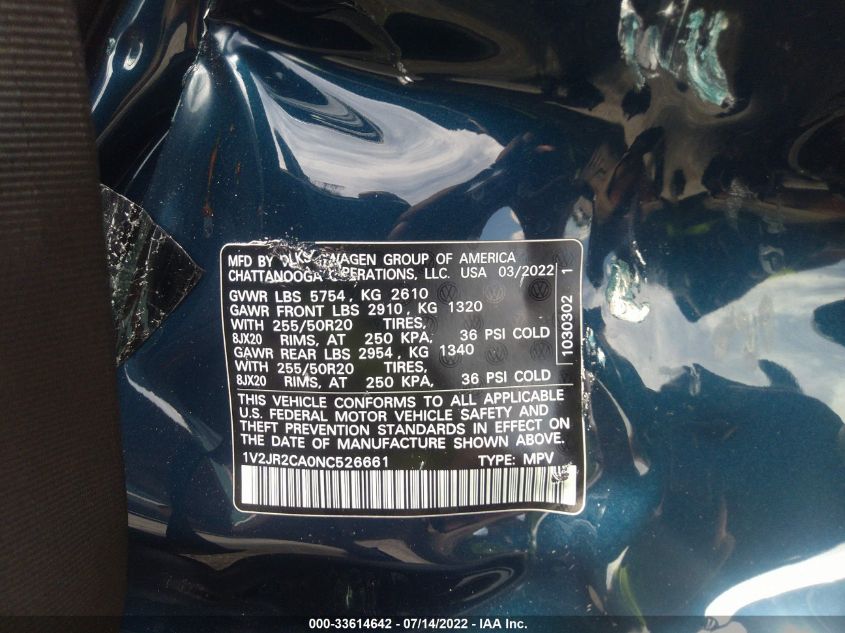 MFD BY VOLKSWAGEN GROUP OF AMERICA
CHATTANOOGA OPERATIONS, LLC. USA 03/2022
GVWR LBS 5754 , KG 2610
GAWR FRONT LBS 2910 , KG 1320
WITH 255/50R20 TIRES,
8JX20 RIMS, AT 250 KPA, 36 PSI COLD
GAWR REAR LBS 2954 , KG 1340
WITH 255/50R20 TIRES,
8JX20 RIMS, AT 250 KPA, 36 PSI COLD
1030302 1
THIS VEHICLE CONFORMS TO ALL APPLICABLE
U.S. FEDERAL MOTOR VEHICLE SAFETY AND
THEFT PREVENTION STANDARDS IN EFFECT ON
THE DATE OF MANUFACTURE SHOWN ABOVE.
1V2JR2CA0NC526661 TYPE: MPV
000-33614642 - 07/14/2022 - IAA Inc.